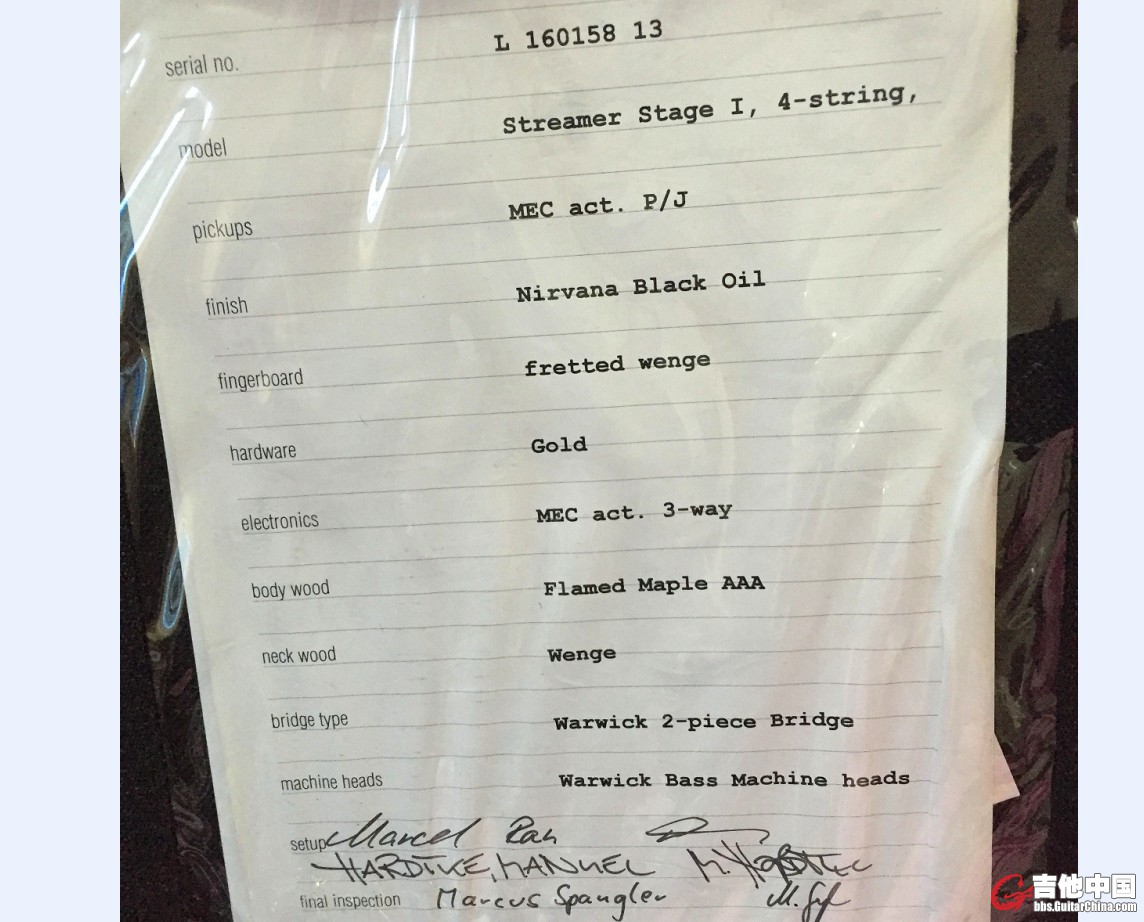 serial no. L 160158 13
model Streamer Stage I, 4-string,
pickups MEC act. P/J
finish Nirvana Black Oil
fingerboard fretted wenge
hardware Gold
electronics MEC act. 3-way
body wood Flamed Maple AAA
neck wood Wenge
bridge type Warwick 2-piece Bridge
machine heads Warwick Bass Machine heads
setup Marcel
HARDTKE, MANUEL
final inspection Marcus Spangler
吉他中国
bbs.GuitarChina.com